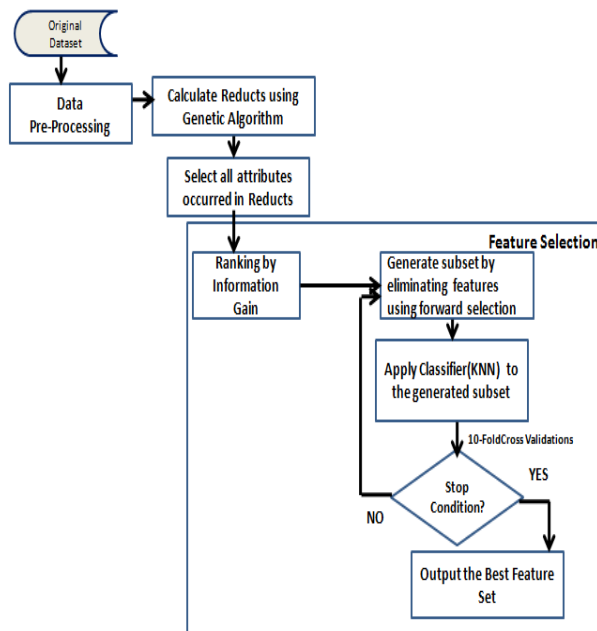 Original
Dataset
Data
Pre-Processing
Calculate Reducts using
Genetic Algorithm
Select all attributes
occurred in Reducts
Feature Selection
Ranking by
Information
Gain
Generate subset by
eliminating features
using forward selection
Apply Classifier(KNN) to
the generated subset
10-FoldCross Validations
Stop
Condition?
YES
NO
Output the Best Feature
Set